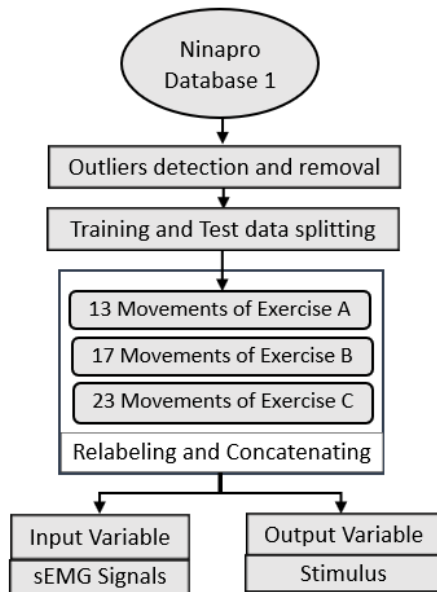 Ninapro
Database 1
Outliers detection and removal
Training and Test data splitting
13 Movements of Exercise A
17 Movements of Exercise B
23 Movements of Exercise C
Relabeling and Concatenating
Input Variable
sEMG Signals
Output Variable
Stimulus